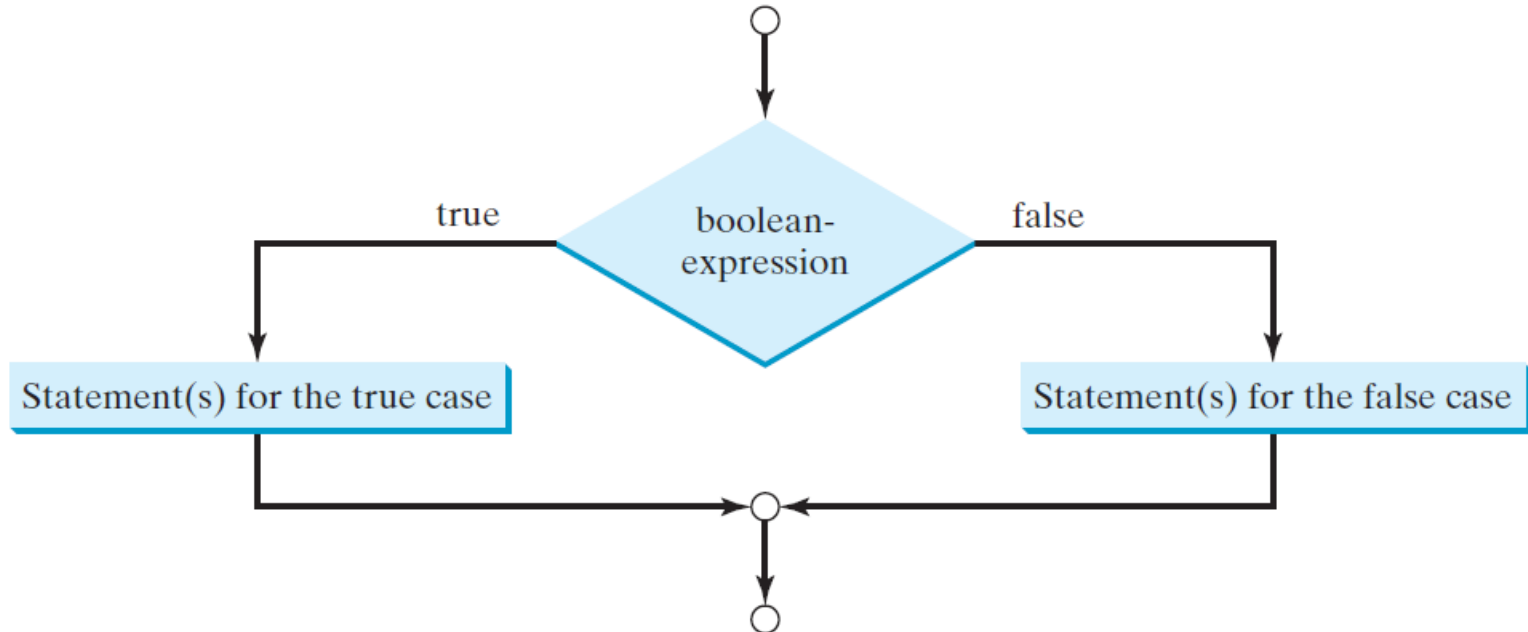 true
boolean-
expression
false
Statement(s) for the true case
Statement(s) for the false case